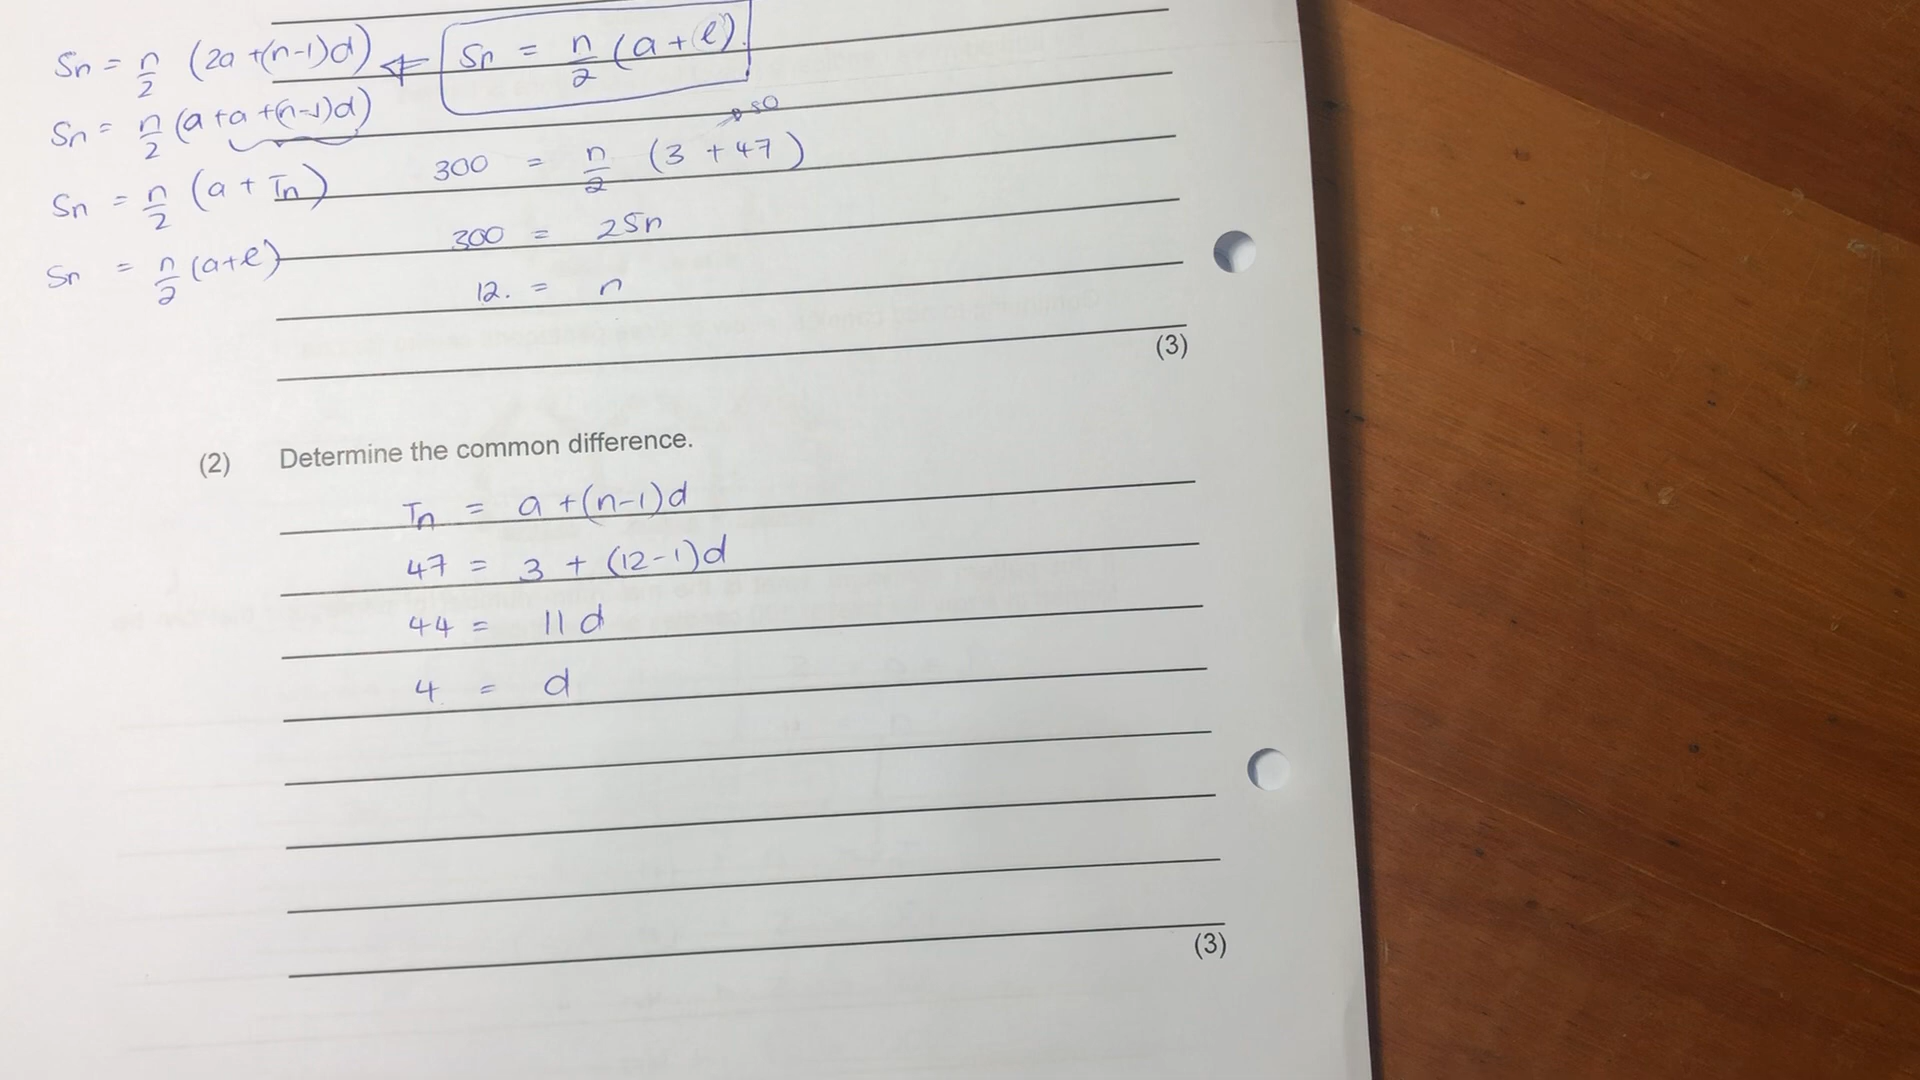 Sn = n/2 (2a +(n-1)d) ⇐ Sn = n/2 (a + l).
Sn = n/2 (a+a +(n-1)d)
50
300 = n/2 (3 + 47)
Sn = n/2 (a + Tn)
300 = 25n
Sn = n/2 (a+l)
12. = n
(3)
(2) Determine the common difference.
Tn = a +(n-1)d
47 = 3 + (12-1)d
44 = 11d
4 = d
(3)